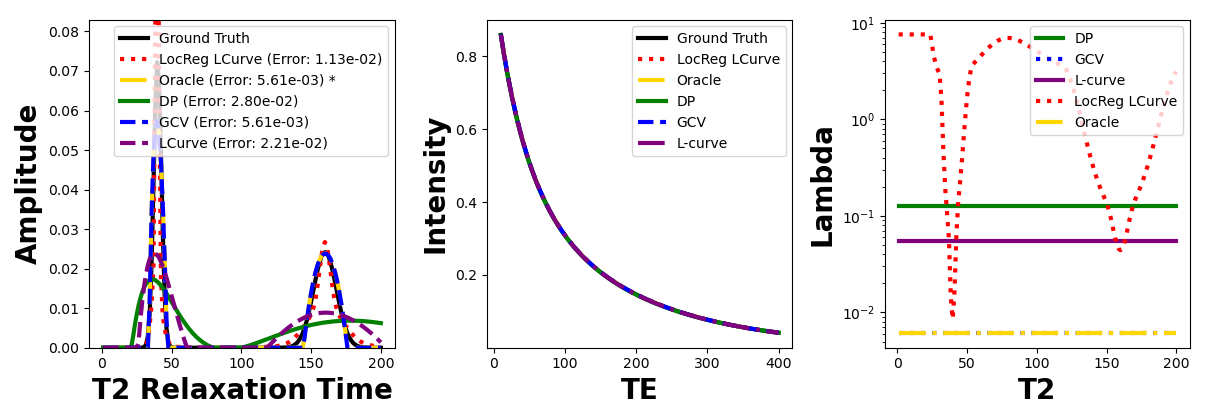 Amplitude
0.08
0.07
0.06
0.05
0.04
0.03
0.02
0.01
0.00
Ground Truth
LocReg LCurve (Error: 1.13e-02)
Oracle (Error: 5.61e-03) *
DP (Error: 2.80e-02)
GCV (Error: 5.61e-03)
LCurve (Error: 2.21e-02)
0 50 100 150 200
T2 Relaxation Time
Intensity
0.8
0.6
0.4
0.2
Ground Truth
LocReg LCurve
Oracle
DP
GCV
L-curve
0 100 200 300 400
TE
Lambda
10^1
10^0
10^-1
10^-2
DP
GCV
L-curve
LocReg LCurve
Oracle
0 50 100 150 200
T2